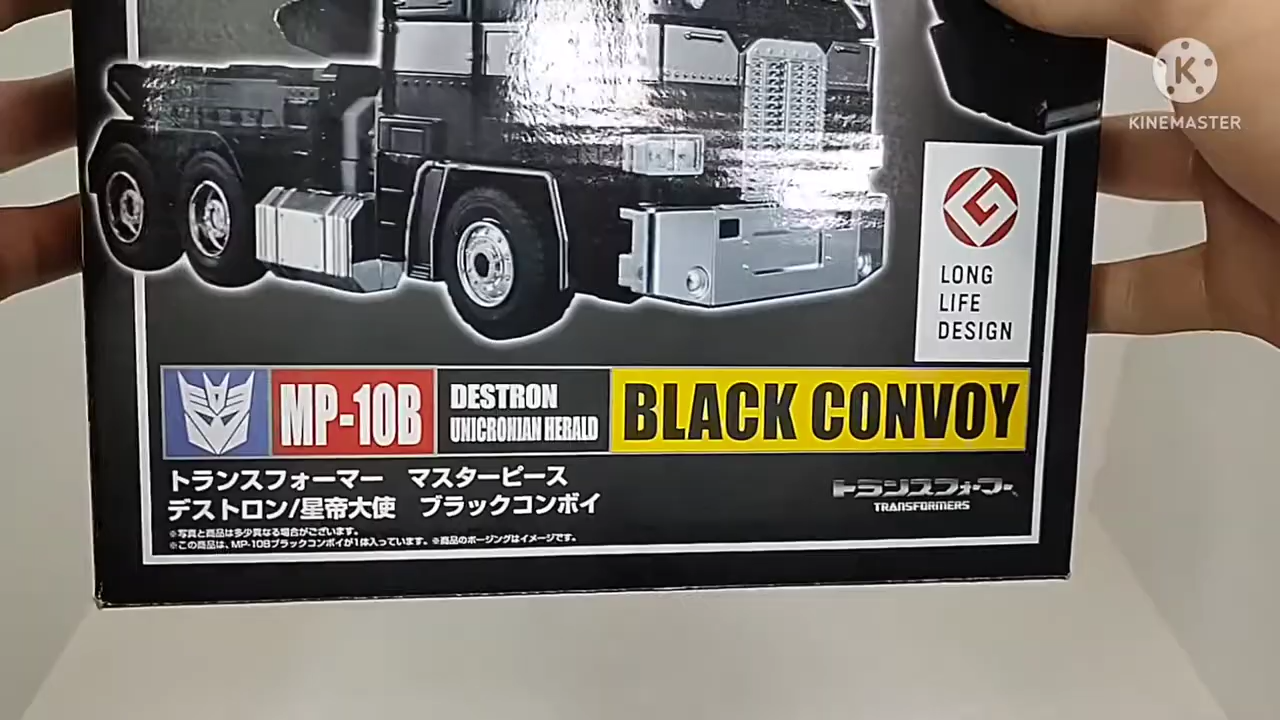 KINEMASTER
LONG
LIFE
DESIGN
MP-10B
DESTRON
UNICRONIAN HERALD
BLACK CONVOY
トランスフォーマー マスターピース
デストロン/星帝大使 ブラックコンボイ
トランスフォーマー
TRANSFORMERS
※写真と商品は多少異なる場合がございます。
※この商品は、MP-10Bブラックコンボイが1体入っています。※商品のポージングはイメージです。